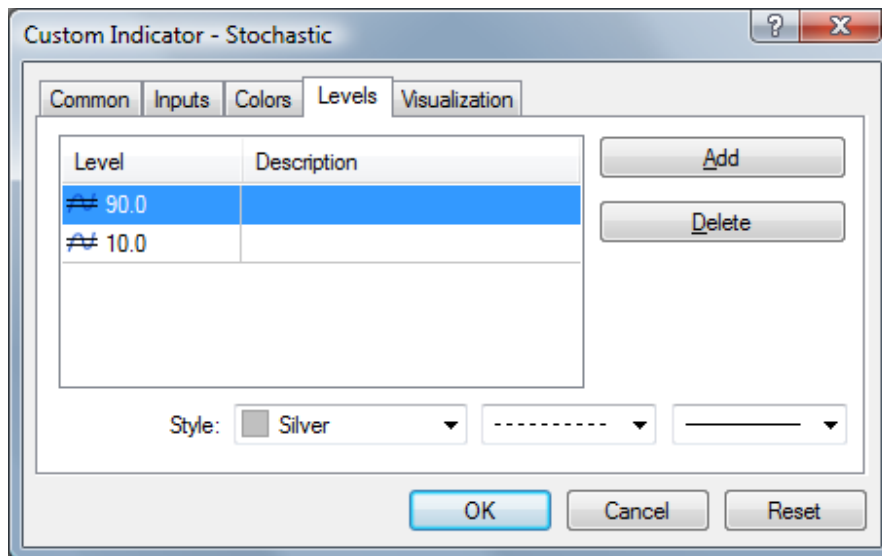 Custom Indicator - Stochastic
Common Inputs Colors Levels Visualization
Level Description
90.0
10.0
Add
Delete
Style: Silver
OK Cancel Reset